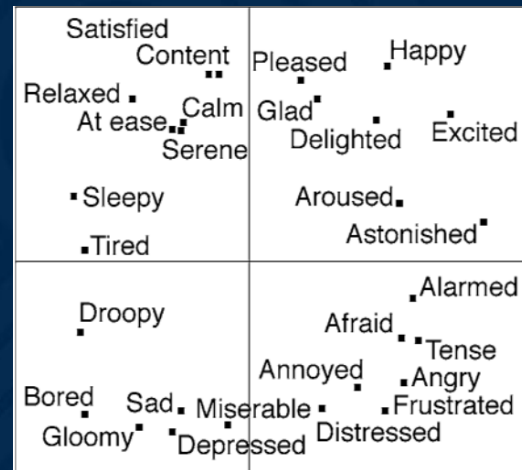 Satisfied
Content
Pleased
Happy
Relaxed
Calm
Glad
At ease
Delighted
Excited
Serene
Sleepy
Aroused
Astonished
Tired
Alarmed
Droopy
Afraid
Tense
Annoyed
Angry
Bored
Sad
Miserable
Frustrated
Gloomy
Depressed
Distressed